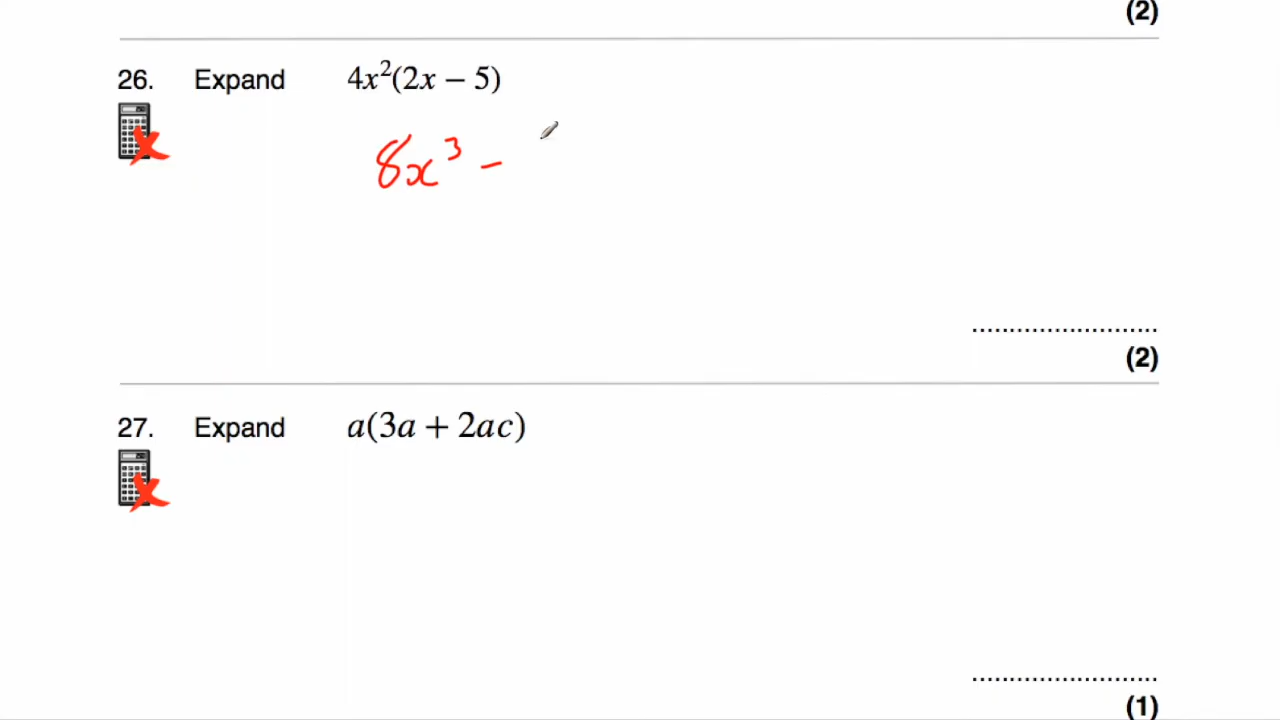 (2)
26. Expand 4x²(2x − 5)
8x³ −
.........................
(2)
27. Expand a(3a + 2ac)
.........................
(1)